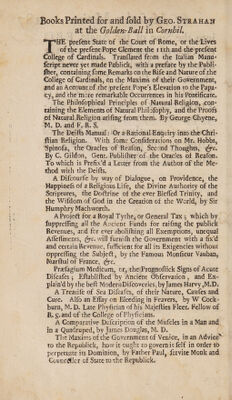 Books Printed for and sold by GEO. STRAHAN
at the Golden-Ball in Cornhil.
THE present State of the Court of Rome, or the Lives
of the present Pope Clement the 11th and the present
College of Cardinals. Translated from the Italian Manu-
script never yet made Publick, with a preface by the Publi-
sher, containing some Remarks on the Rise and Nature of the
College of Cardinals, on the Maxims of their Government,
and an Account of the present Pope's Elevation to the Papa-
cy, and the more remarkable Occurrences in his Pontificate.
The Philosophical Principles of Natural Religion, con-
taining the Elements of Natural Philosophy, and the Proofs
of Natural Religion arising from them. By George Cheyne,
M. D. and F. R. S.
The Deists Manual: Or a Rational Enquiry into the Chri-
stian Religion. With some Considerations on Mr. Hobbs,
Spinosa, the Oracles of Reason, Second Thoughts, &c.
By C. Gildon, Gent. Publisher of the Oracles of Reason.
To which is Prefix'd a Letter from the Author of the Me-
thod with the Deists.
A Discourse by way of Dialogue, on Providence, the
Happiness of a Religious Life, the Divine Authority of the
Scriptures, the Doctrine of the ever Blessed Trinity, and
the Wisdom of God in the Creation of the World, by Sir
Humphry Mackworth.
A Project for a Royal Tythe, or General Tax; which by
suppressing all the Ancient Funds for raising the publick
Revenues, and for ever abolishing all Exemptions, unequal
Assessments, &c. will furnish the Government with a fix'd
and certain Revenue, sufficient for all its Exigencies without
oppressing the Subject, by the Famous Monsieur Vauban,
Marshal of France, &c.
Præsagium Medicum, or, the Prognostick Signs of Acute
Diseases; Established by Ancient Observation, and Ex-
plain'd by the best Modern Discoveries, by James Harvy, M.D.
A Treatise of Sea Diseases, of their Nature, Causes and
Cure. Also an Essay on Bleeding in Feavers, by W Cock-
burn, M. D. Late Physician of his Majesties Fleet, Fellow of
R. S. and of the College of Physicians.
A Comparative Description of the Muscles in a Man and
in a Quadruped, by James Douglas, M. D.
The Maxims of the Government of Venice, in an Advice
to the Republick, how it ought to govern it self in order to
perpetuate its Dominion, by Father Paul, servite Monk and
Councellor of State to the Republick.